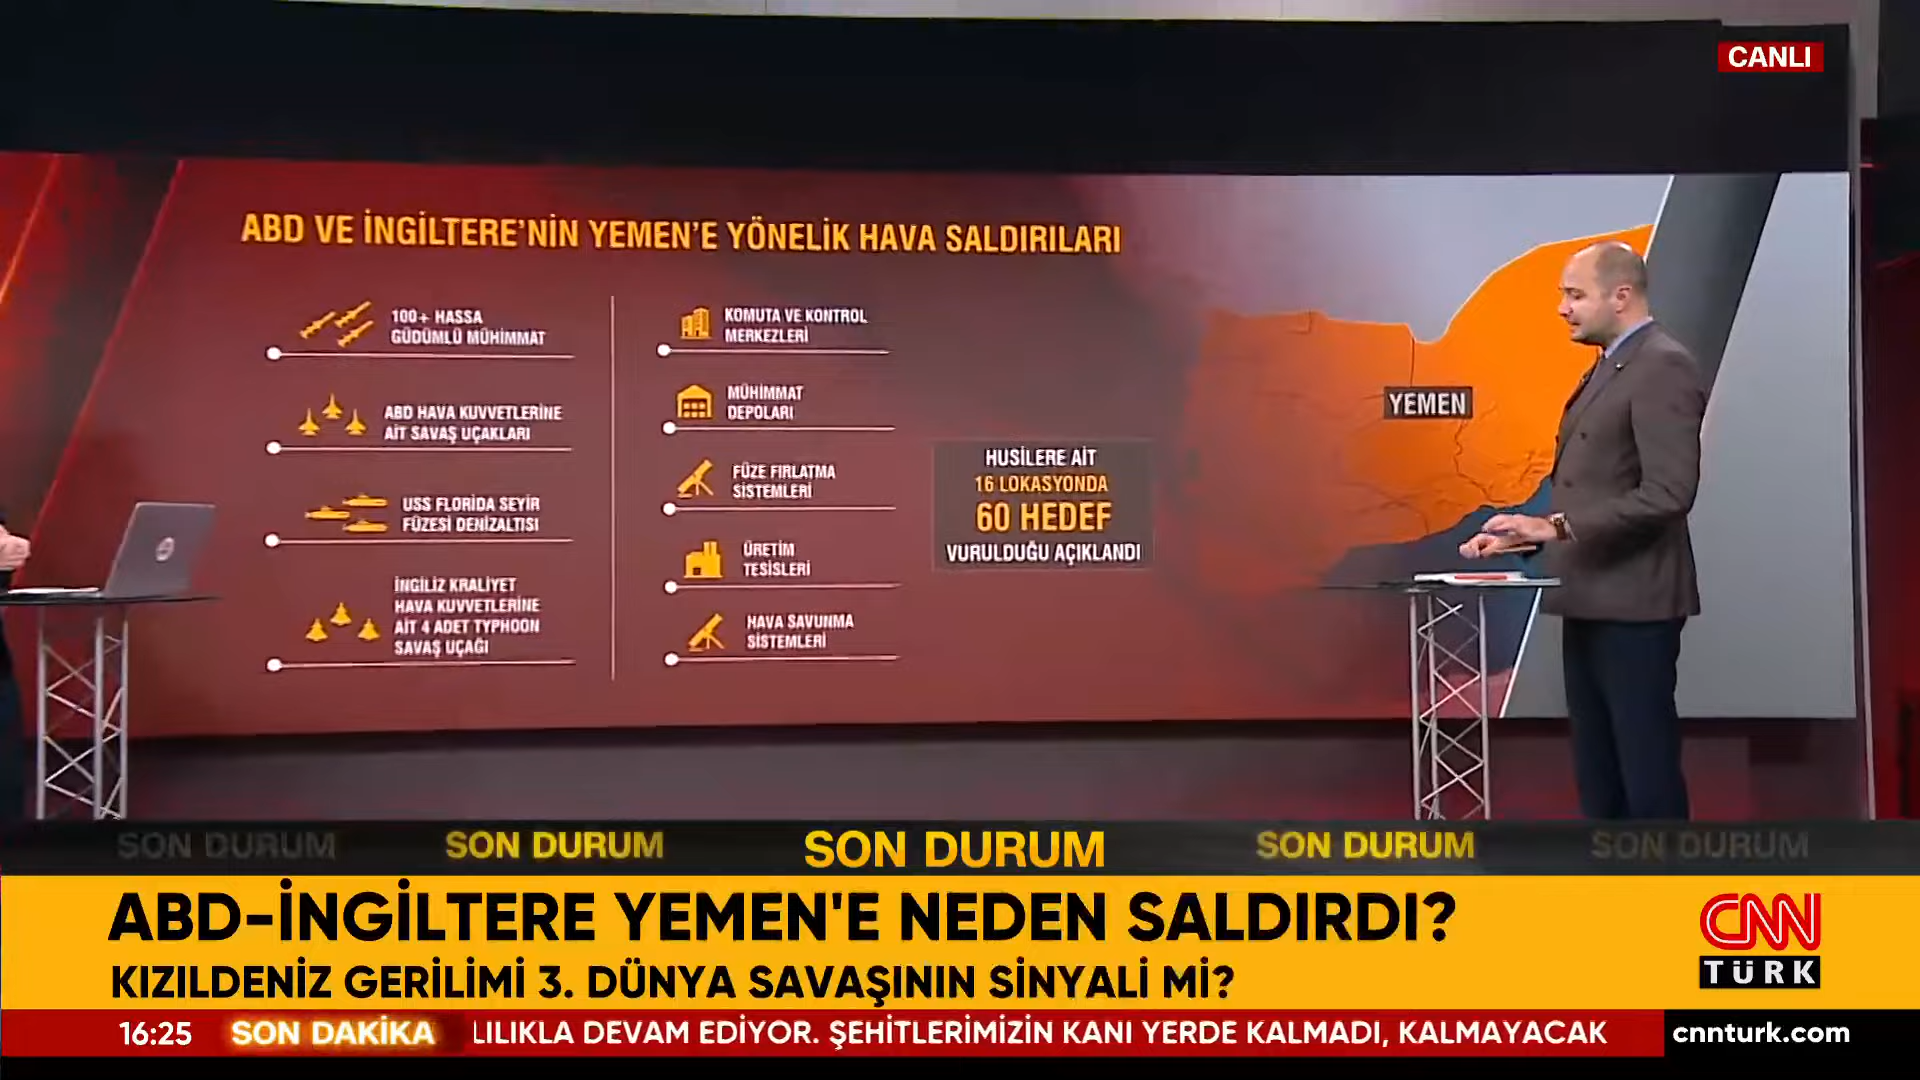 CANLI
ABD VE İNGİLTERE'NİN YEMEN'E YÖNELİK HAVA SALDIRILARI
100+ HASSA
GÜDÜMLÜ MÜHİMMAT
ABD HAVA KUVVETLERİNE
AİT SAVAŞ UÇAKLARI
USS FLORİDA SEYİR
FÜZESİ DENİZALTISI
İNGİLİZ KRALİYET
HAVA KUVVETLERİNE
AİT 4 ADET TYPHOON
SAVAŞ UÇAĞI
KOMUTA VE KONTROL
MERKEZLERİ
MÜHİMMAT
DEPOLARI
FÜZE FIRLATMA
SİSTEMLERİ
ÜRETİM
TESİSLERİ
HAVA SAVUNMA
SİSTEMLERİ
HUSİLERE AİT
16 LOKASYONDA
60 HEDEF
VURULDUĞU AÇIKLANDI
YEMEN
SON DURUM SON DURUM SON DURUM SON DURUM SON DURUM
ABD-İNGİLTERE YEMEN'E NEDEN SALDIRDI?
KIZILDENİZ GERİLİMİ 3. DÜNYA SAVAŞININ SİNYALİ Mİ?
CNN
TÜRK
16:25 SON DAKİKA LILIKLA DEVAM EDİYOR. ŞEHİTLERİMİZİN KANI YERDE KALMADI, KALMAYACAK cnnturk.com